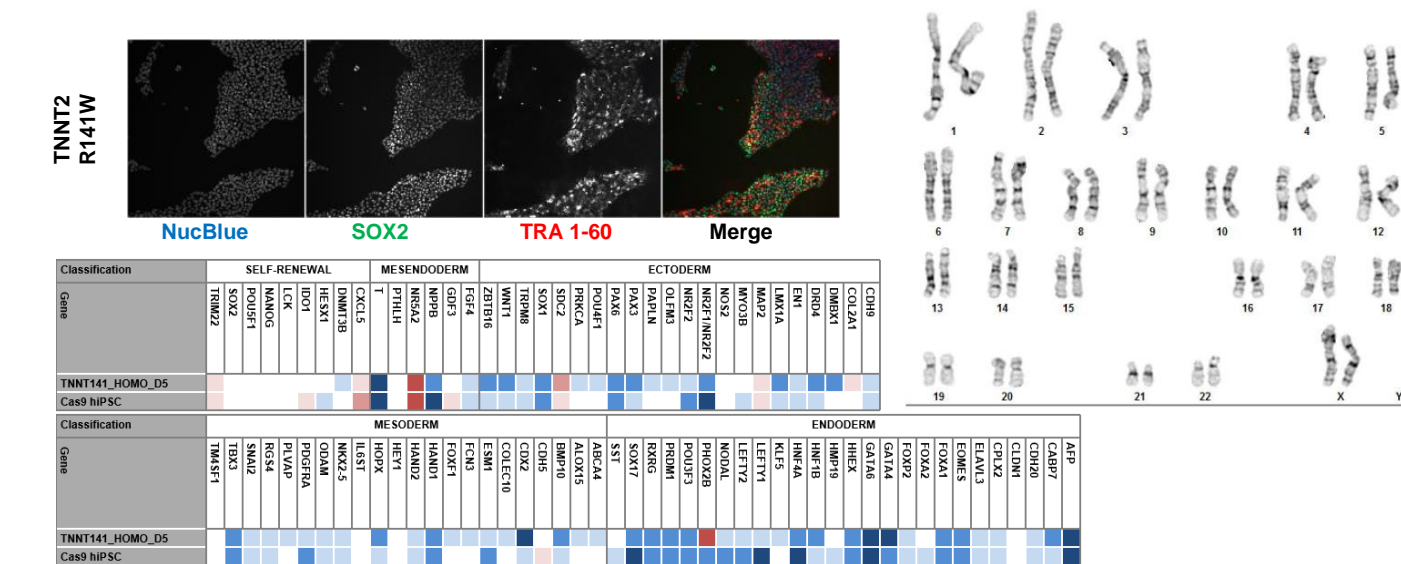 TNNT2
R141W
NucBlue SOX2 TRA 1-60 Merge
1 2 3 4 5
6 7 8 9 10 11 12
13 14 15 16 17 18
19 20 21 22 X Y
Classification SELF-RENEWAL MESENDODERM ECTODERM
Gene TRIM22 SOX2 POU5F1 NANOG LCK IDO1 HESX1 DNMT3B CXCL5 T PTHLH NR5A2 NPPB GDF3 FGF4 ZBTB16 WNT1 TRPM8 SOX1 SDC2 PRKCA POU4F1 PAX6 PAX3 PAPLN OLFM3 NR2F2 NR2F1/NR2F2 NOS2 MYO3B MAP2 LMX1A EN1 DRD4 DMBX1 COL2A1 CDH9
TNNT141_HOMO_D5
Cas9 hiPSC
Classification MESODERM ENDODERM
Gene TM4SF1 TBX3 SNAI2 RGS4 PLVAP PDGFRA ODAM NKX2-5 IL6ST HOPX HEY1 HAND2 HAND1 FOXF1 FCN3 ESM1 COLEC10 CDX2 CDH5 BMP10 ALOX15 ABCA4 SST SOX17 RXRG PRDM1 POU3F3 PHOX2B NODAL LEFTY2 LEFTY1 KLF5 HNF4A HNF1B HMP19 HHEX GATA6 GATA4 FOXP2 FOXA2 FOXA1 EOMES ELAVL3 CPLX2 CLDN1 CDH20 CABP7 AFP
TNNT141_HOMO_D5
Cas9 hiPSC